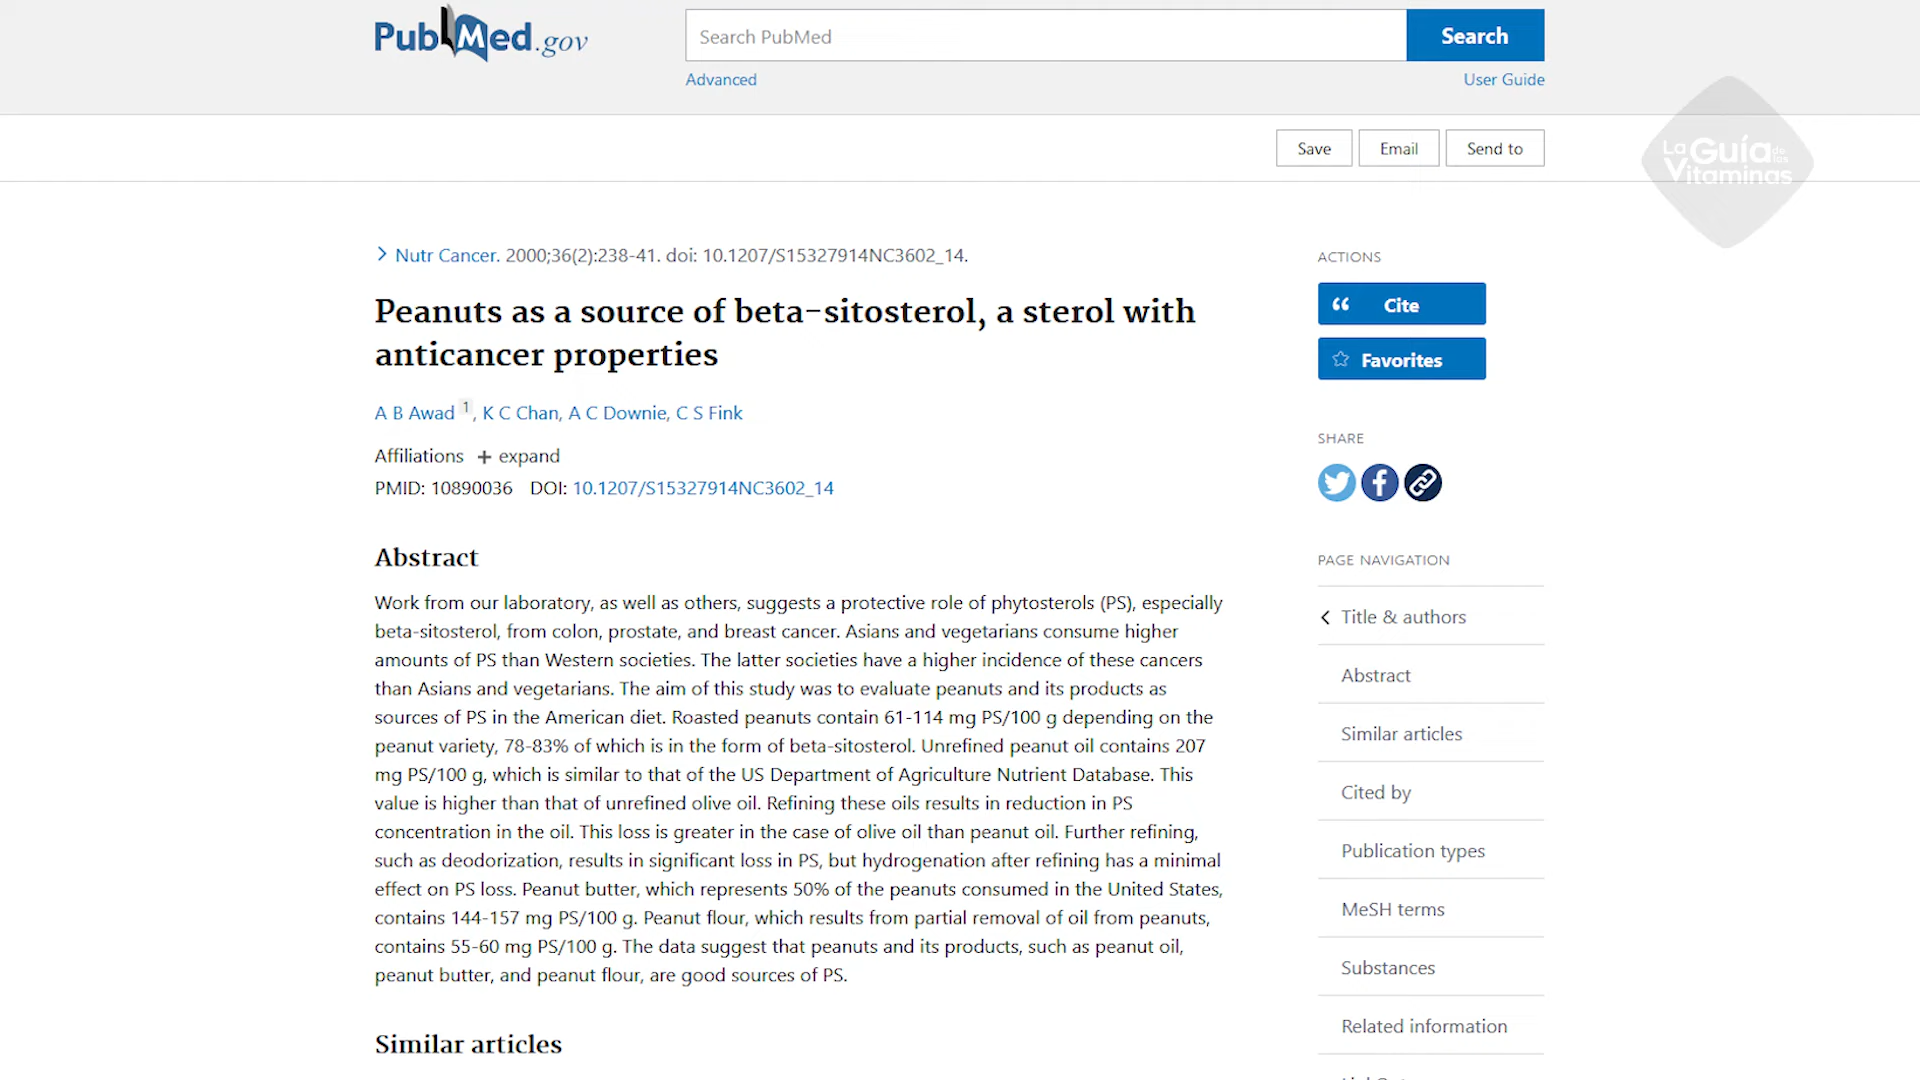 PubMed.gov
Search PubMed
Search
Advanced
User Guide
Save
Email
Send to
La Guía de las Vitaminas
Nutr Cancer. 2000;36(2):238-41. doi: 10.1207/S15327914NC3602_14.
Peanuts as a source of beta-sitosterol, a sterol with
anticancer properties
A B Awad 1, K C Chan, A C Downie, C S Fink
Affiliations + expand
PMID: 10890036 DOI: 10.1207/S15327914NC3602_14
Abstract
Work from our laboratory, as well as others, suggests a protective role of phytosterols (PS), especially
beta-sitosterol, from colon, prostate, and breast cancer. Asians and vegetarians consume higher
amounts of PS than Western societies. The latter societies have a higher incidence of these cancers
than Asians and vegetarians. The aim of this study was to evaluate peanuts and its products as
sources of PS in the American diet. Roasted peanuts contain 61-114 mg PS/100 g depending on the
peanut variety, 78-83% of which is in the form of beta-sitosterol. Unrefined peanut oil contains 207
mg PS/100 g, which is similar to that of the US Department of Agriculture Nutrient Database. This
value is higher than that of unrefined olive oil. Refining these oils results in reduction in PS
concentration in the oil. This loss is greater in the case of olive oil than peanut oil. Further refining,
such as deodorization, results in significant loss in PS, but hydrogenation after refining has a minimal
effect on PS loss. Peanut butter, which represents 50% of the peanuts consumed in the United States,
contains 144-157 mg PS/100 g. Peanut flour, which results from partial removal of oil from peanuts,
contains 55-60 mg PS/100 g. The data suggest that peanuts and its products, such as peanut oil,
peanut butter, and peanut flour, are good sources of PS.
Similar articles
ACTIONS
Cite
Favorites
SHARE
PAGE NAVIGATION
Title & authors
Abstract
Similar articles
Cited by
Publication types
MeSH terms
Substances
Related information